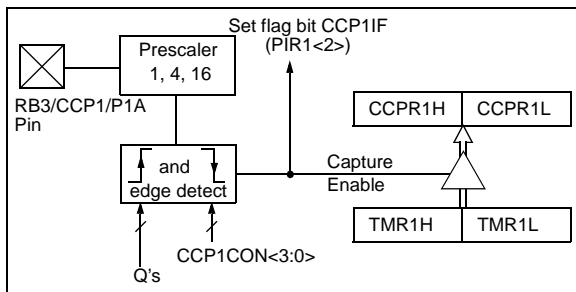 Set flag bit CCP1IF
(PIR1<2>)
Prescaler
1, 4, 16
RB3/CCP1/P1A
Pin
CCPR1H
CCPR1L
and
edge detect
Capture
Enable
TMR1H
TMR1L
CCP1CON<3:0>
Q's